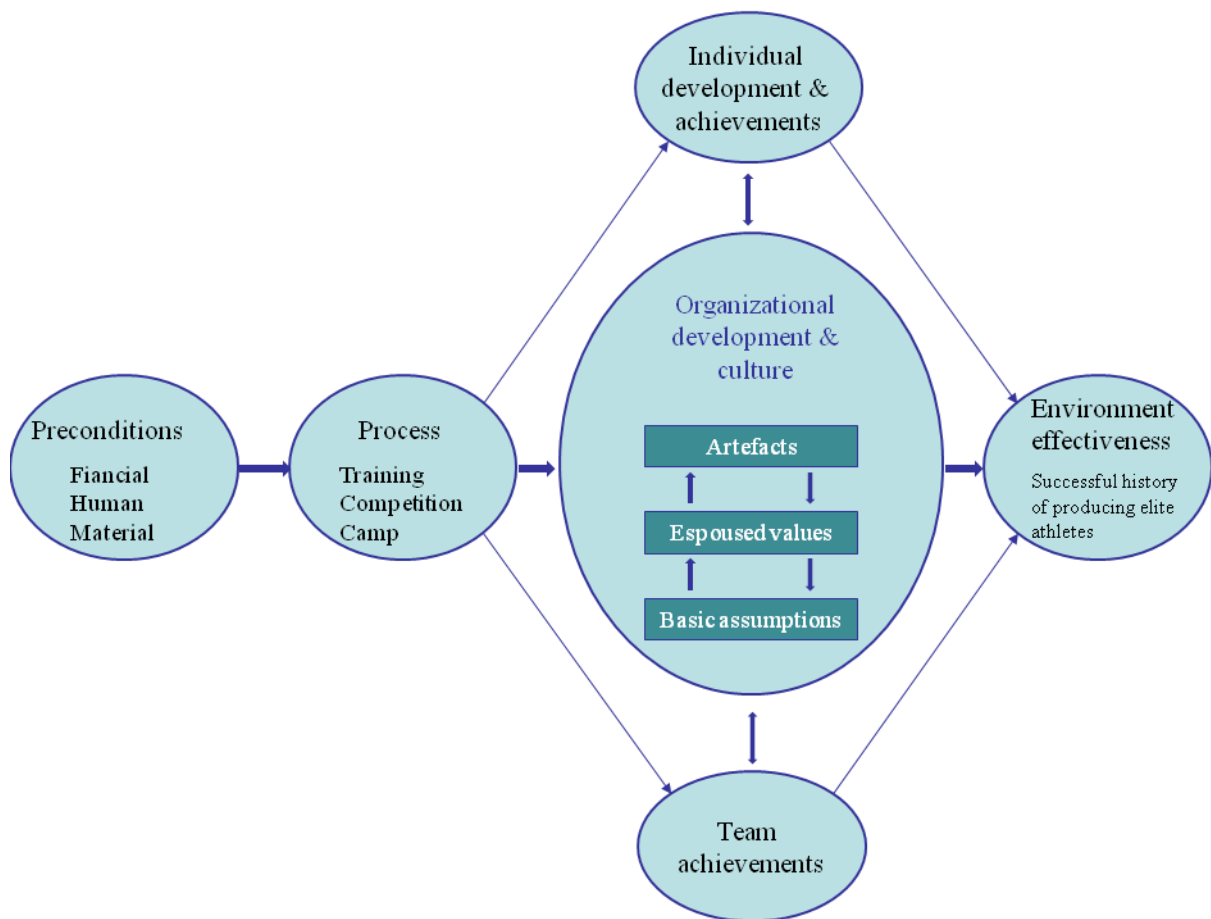 Individual
development &
achievements
Organizational
development &
culture
Artefacts
Espoused values
Basic assumptions
Preconditions
Fiancial
Human
Material
Process
Training
Competition
Camp
Environment
effectiveness
Successful history
of producing elite
athletes
Team
achievements